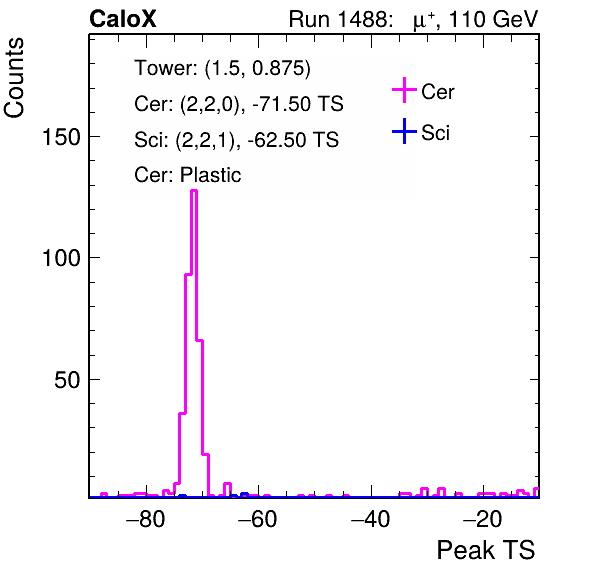 CaloX Run 1488: μ⁺, 110 GeV
Counts
Tower: (1.5, 0.875)
Cer: (2,2,0), -71.50 TS
Sci: (2,2,1), -62.50 TS
Cer: Plastic
Cer
Sci
150
100
50
−80 −60 −40 −20
Peak TS